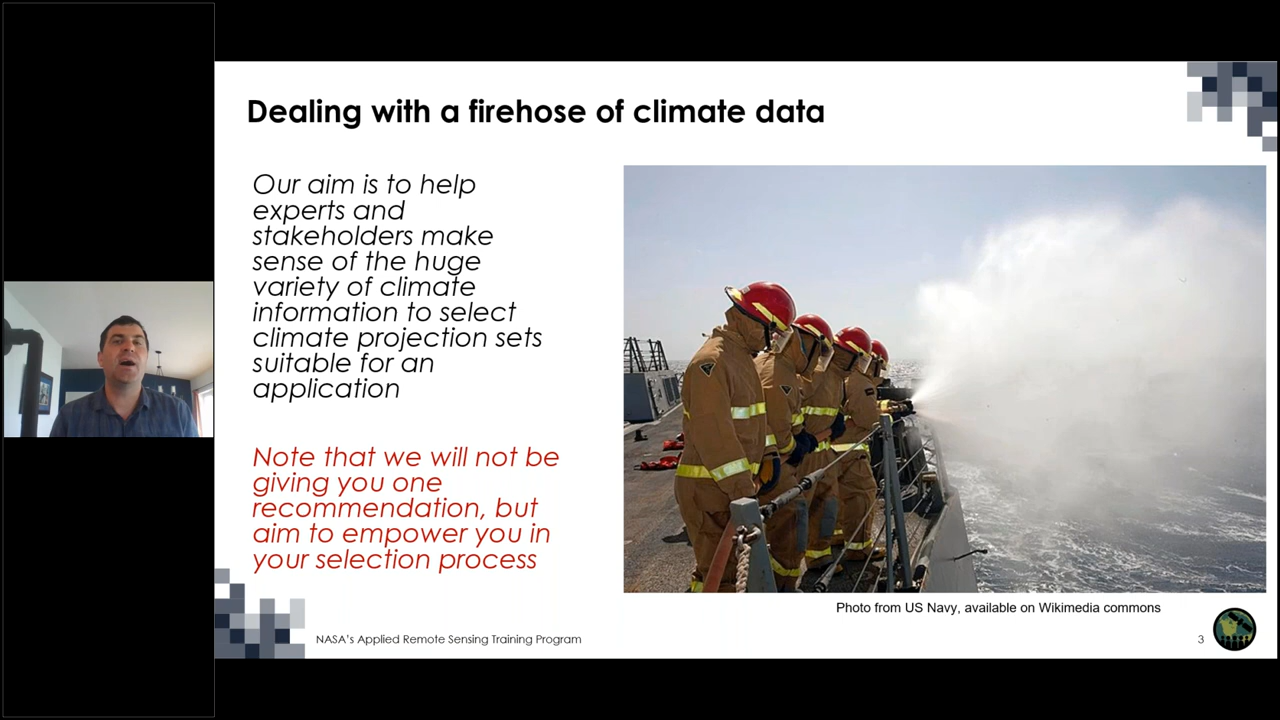 Dealing with a firehose of climate data
Our aim is to help
experts and
stakeholders make
sense of the huge
variety of climate
information to select
climate projection sets
suitable for an
application
Note that we will not be
giving you one
recommendation, but
aim to empower you in
your selection process
Photo from US Navy, available on Wikimedia commons
NASA's Applied Remote Sensing Training Program
3